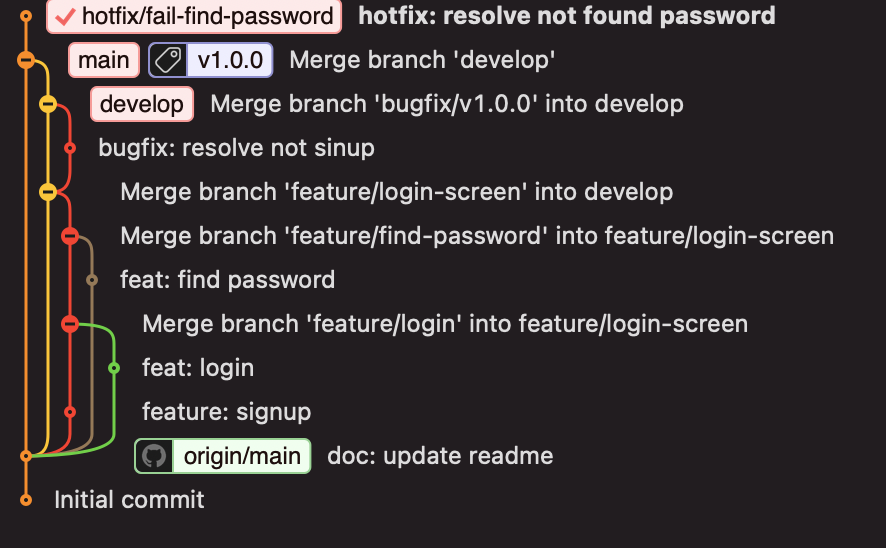 hotfix/fail-find-password hotfix: resolve not found password
main v1.0.0 Merge branch 'develop'
develop Merge branch 'bugfix/v1.0.0' into develop
bugfix: resolve not sinup
Merge branch 'feature/login-screen' into develop
Merge branch 'feature/find-password' into feature/login-screen
feat: find password
Merge branch 'feature/login' into feature/login-screen
feat: login
feature: signup
origin/main doc: update readme
Initial commit